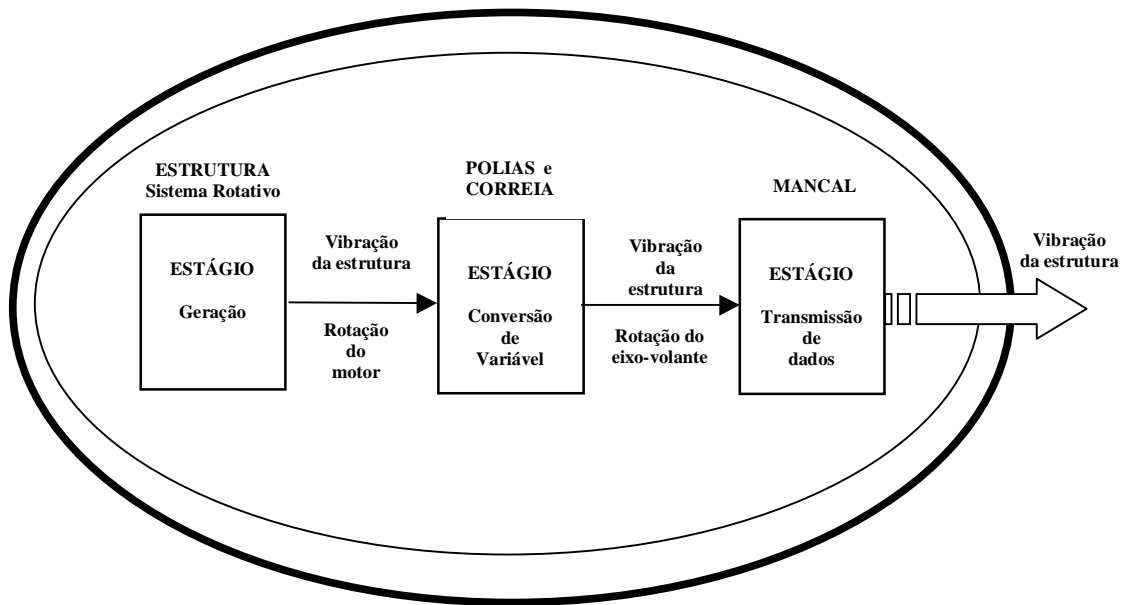 ESTRUTURA
Sistema Rotativo
ESTÁGIO
Geração
Vibração
da estrutura
Rotação
do
motor
POLIAS e
CORREIA
ESTÁGIO
Conversão
de
Variável
Vibração
da
estrutura
Rotação do
eixo-volante
MANCAL
ESTÁGIO
Transmissão
de
dados
Vibração
da estrutura